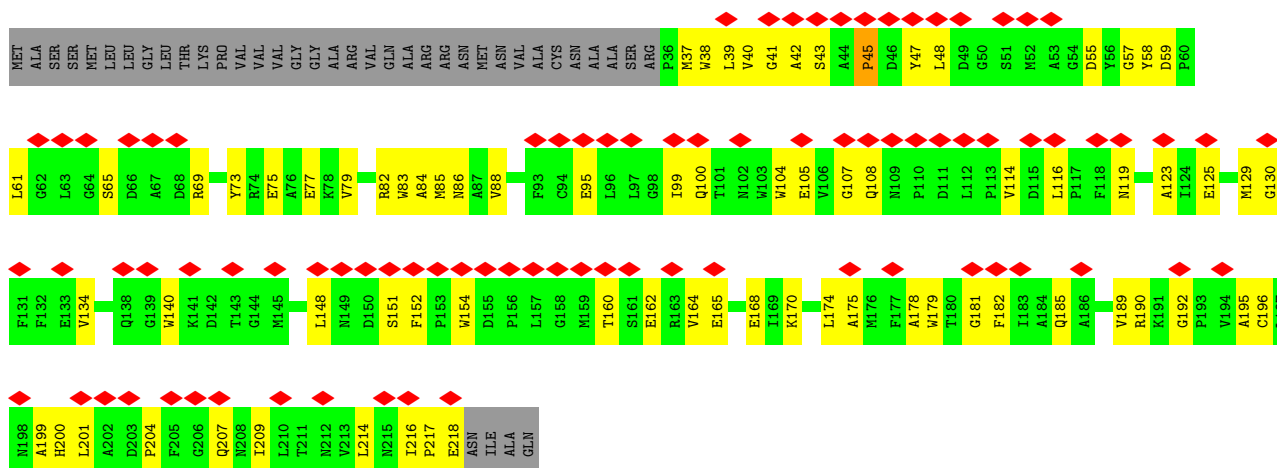 MET ALA SER SER MET LEU LEU GLY LEU THR LYS PRO VAL VAL VAL GLY GLY ALA ARG VAL GLN ALA ARG ARG ASN MET ASN VAL ALA CYS ASN ALA ALA SER ARG P36 M37 W38 L39 V40 G41 A42 S43 A44 P45 D46 Y47 L48 D49 G50 S51 M52 A53 G54 D55 Y56 G57 Y58 D59 P60
L61 G62 L63 G64 S65 D66 A67 D68 R69 Y73 R74 E75 A76 E77 K78 V79 R82 W83 A84 M85 N86 A87 V88 F93 C94 E95 L96 L97 G98 I99 Q100 T101 N102 W103 W104 E105 V106 G107 Q108 N109 P110 D111 L112 P113 V114 D115 L116 P117 F118 N119 A123 I124 E125 M129 G130
F131 F132 E133 V134 Q138 G139 W140 K141 D142 T143 G144 M145 L148 N149 D150 S151 F152 P153 W154 D155 P156 L157 G158 M159 T160 S161 E162 R163 V164 E165 E168 I169 K170 L174 A175 M176 F177 A178 W179 T180 G181 F182 I183 A184 Q185 A186 V189 R190 K191 G192 P193 V194 A195 C196
N198 A199 H200 L201 A202 D203 P204 F205 G206 Q207 N208 I209 L210 T211 N212 V213 L214 N215 I216 P217 E218 ASN ILE ALA GLN